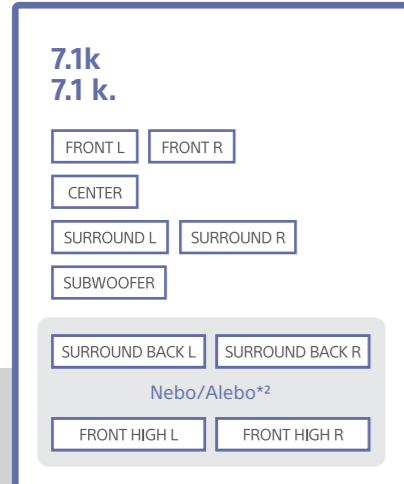 7.1k
7.1 k.
FRONT L FRONT R
CENTER
SURROUND L SURROUND R
SUBWOOFER
SURROUND BACK L SURROUND BACK R
Nebo/Alebo*²
FRONT HIGH L FRONT HIGH R